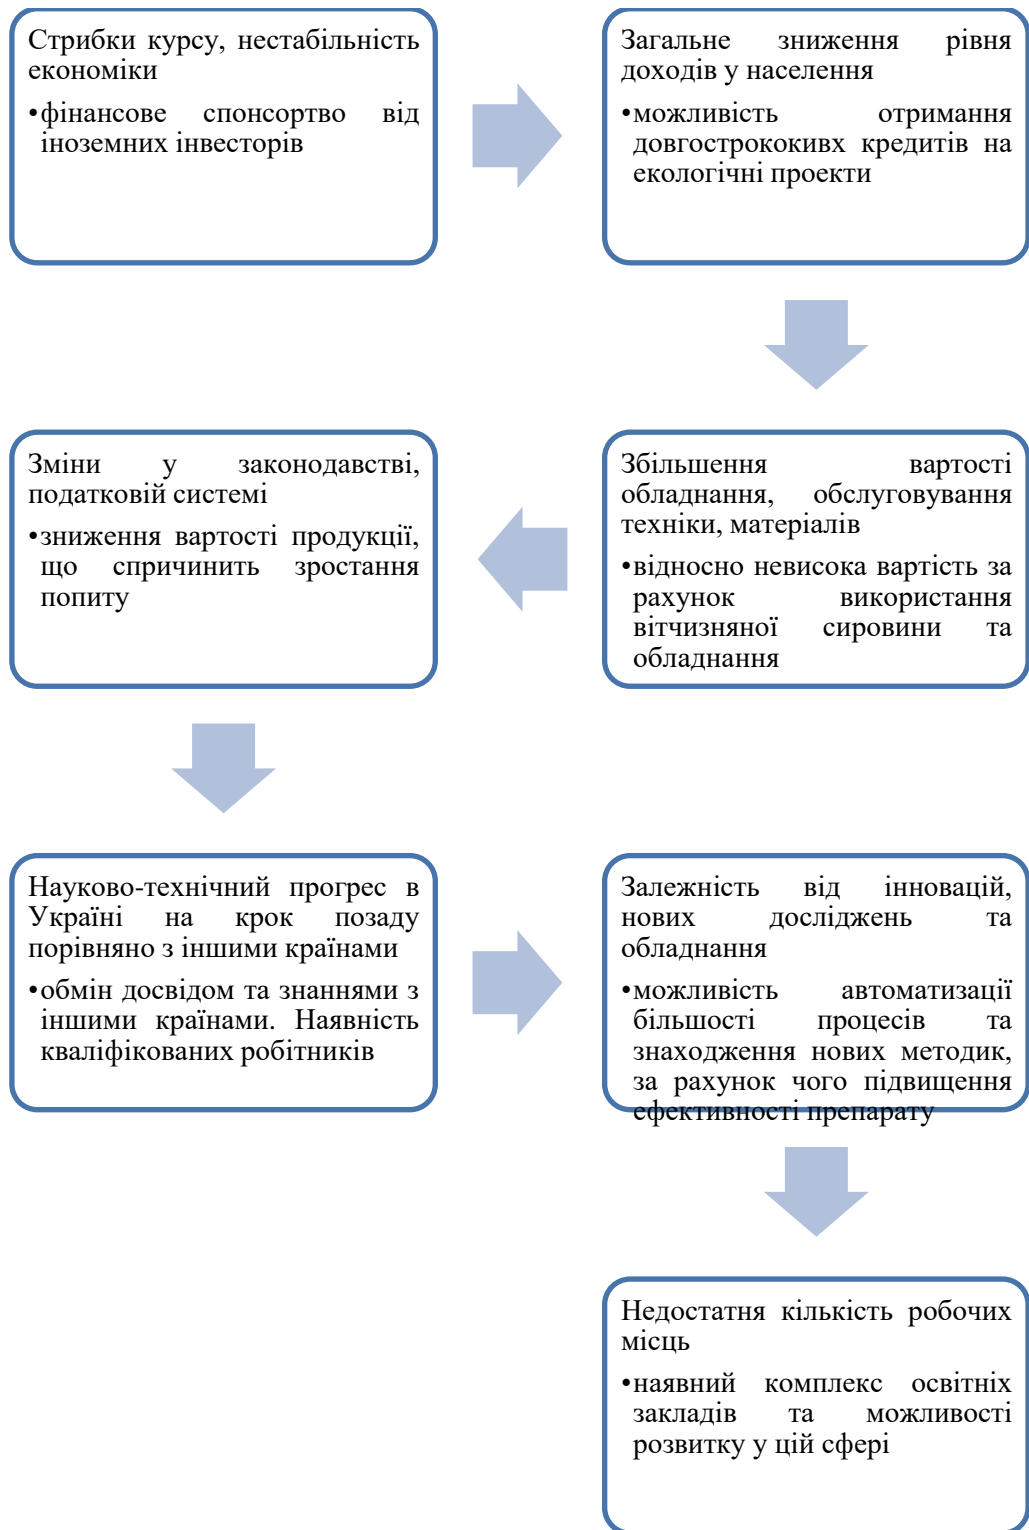 Стрибки курсу, нестабільність
економіки
•фінансове спонсортво від
іноземних інвесторів
Загальне зниження рівня
доходів у населення
•можливість отримання
довгострококивх кредитів на
екологічні проекти
Збільшення вартості
обладнання, обслуговування
техніки, матеріалів
•відносно невисока вартість за
рахунок використання
вітчизняної сировини та
обладнання
Зміни у законодавстві,
податковій системі
•зниження вартості продукції,
що спричинить зростання
попиту
Науково-технічний прогрес в
Україні на крок позаду
порівняно з іншими країнами
•обмін досвідом та знаннями з
іншими країнами. Наявність
кваліфікованих робітників
Залежність від інновацій,
нових досліджень та
обладнання
•можливість автоматизації
більшості процесів та
знаходження нових методик,
за рахунок чого підвищення
ефективності препарату
Недостатня кількість робочих
місць
•наявний комплекс освітніх
закладів та можливості
розвитку у цій сфері